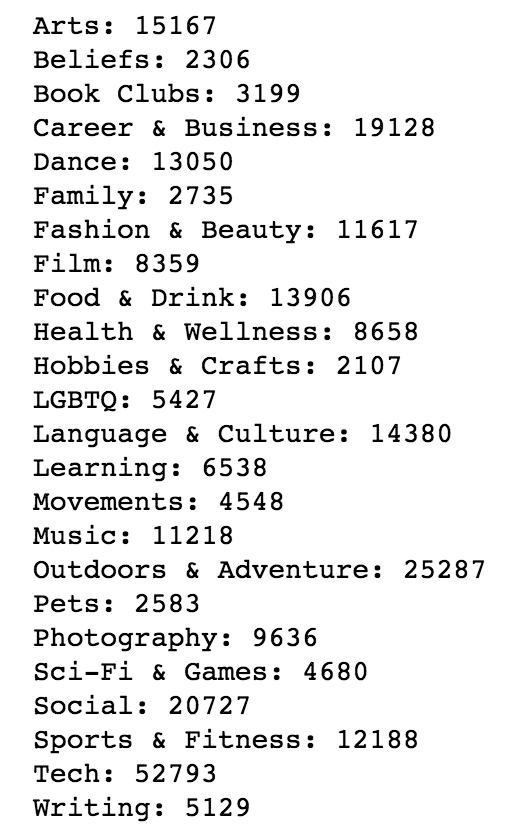 Arts: 15167
Beliefs: 2306
Book Clubs: 3199
Career & Business: 19128
Dance: 13050
Family: 2735
Fashion & Beauty: 11617
Film: 8359
Food & Drink: 13906
Health & Wellness: 8658
Hobbies & Crafts: 2107
LGBTQ: 5427
Language & Culture: 14380
Learning: 6538
Movements: 4548
Music: 11218
Outdoors & Adventure: 25287
Pets: 2583
Photography: 9636
Sci-Fi & Games: 4680
Social: 20727
Sports & Fitness: 12188
Tech: 52793
Writing: 5129